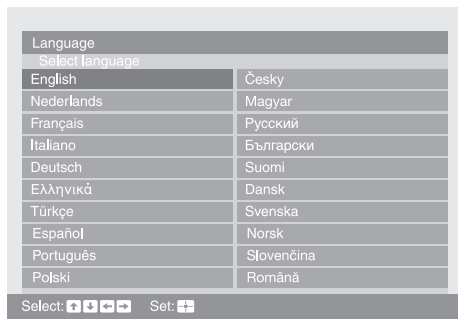 Language
Select language
English
Nederlands
Français
Italiano
Deutsch
Ελληνικά
Türkçe
Español
Português
Polski
Česky
Magyar
Русский
Български
Suomi
Dansk
Svenska
Norsk
Slovenčina
Română
Select: Set: